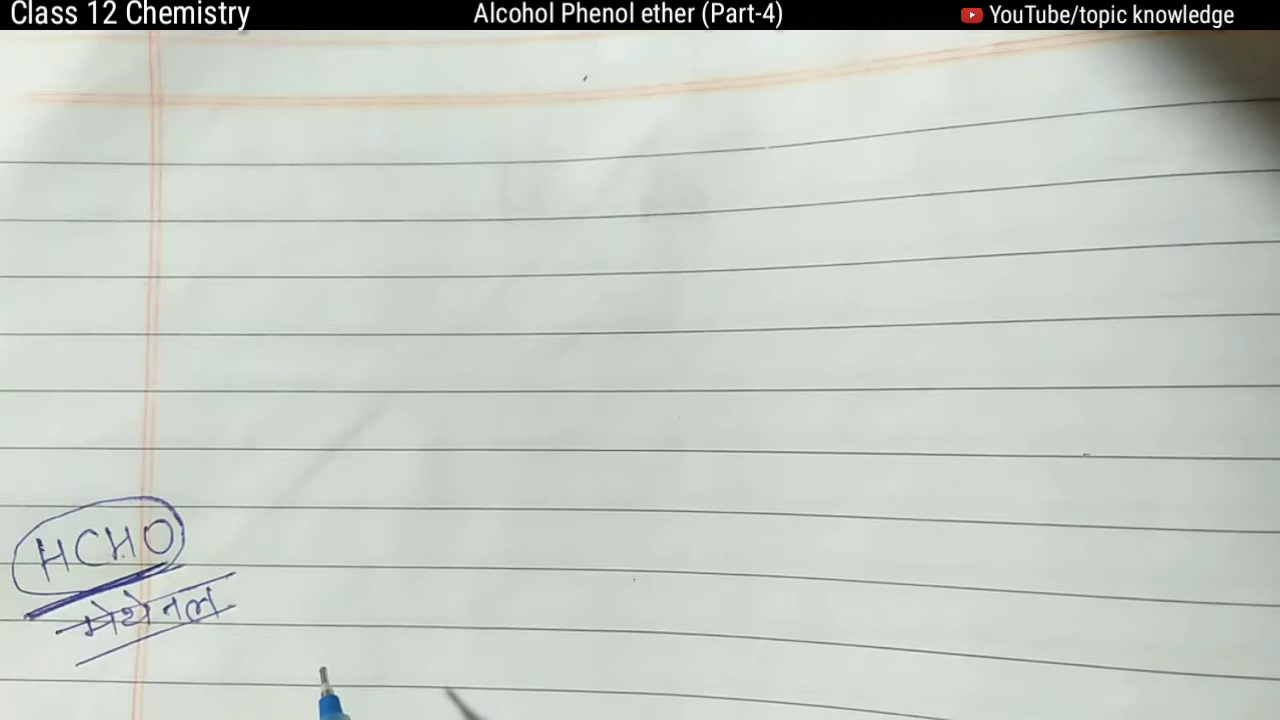 Class 12 Chemistry Alcohol Phenol ether (Part-4) YouTube/topic knowledge
HCHO
मेथेनल